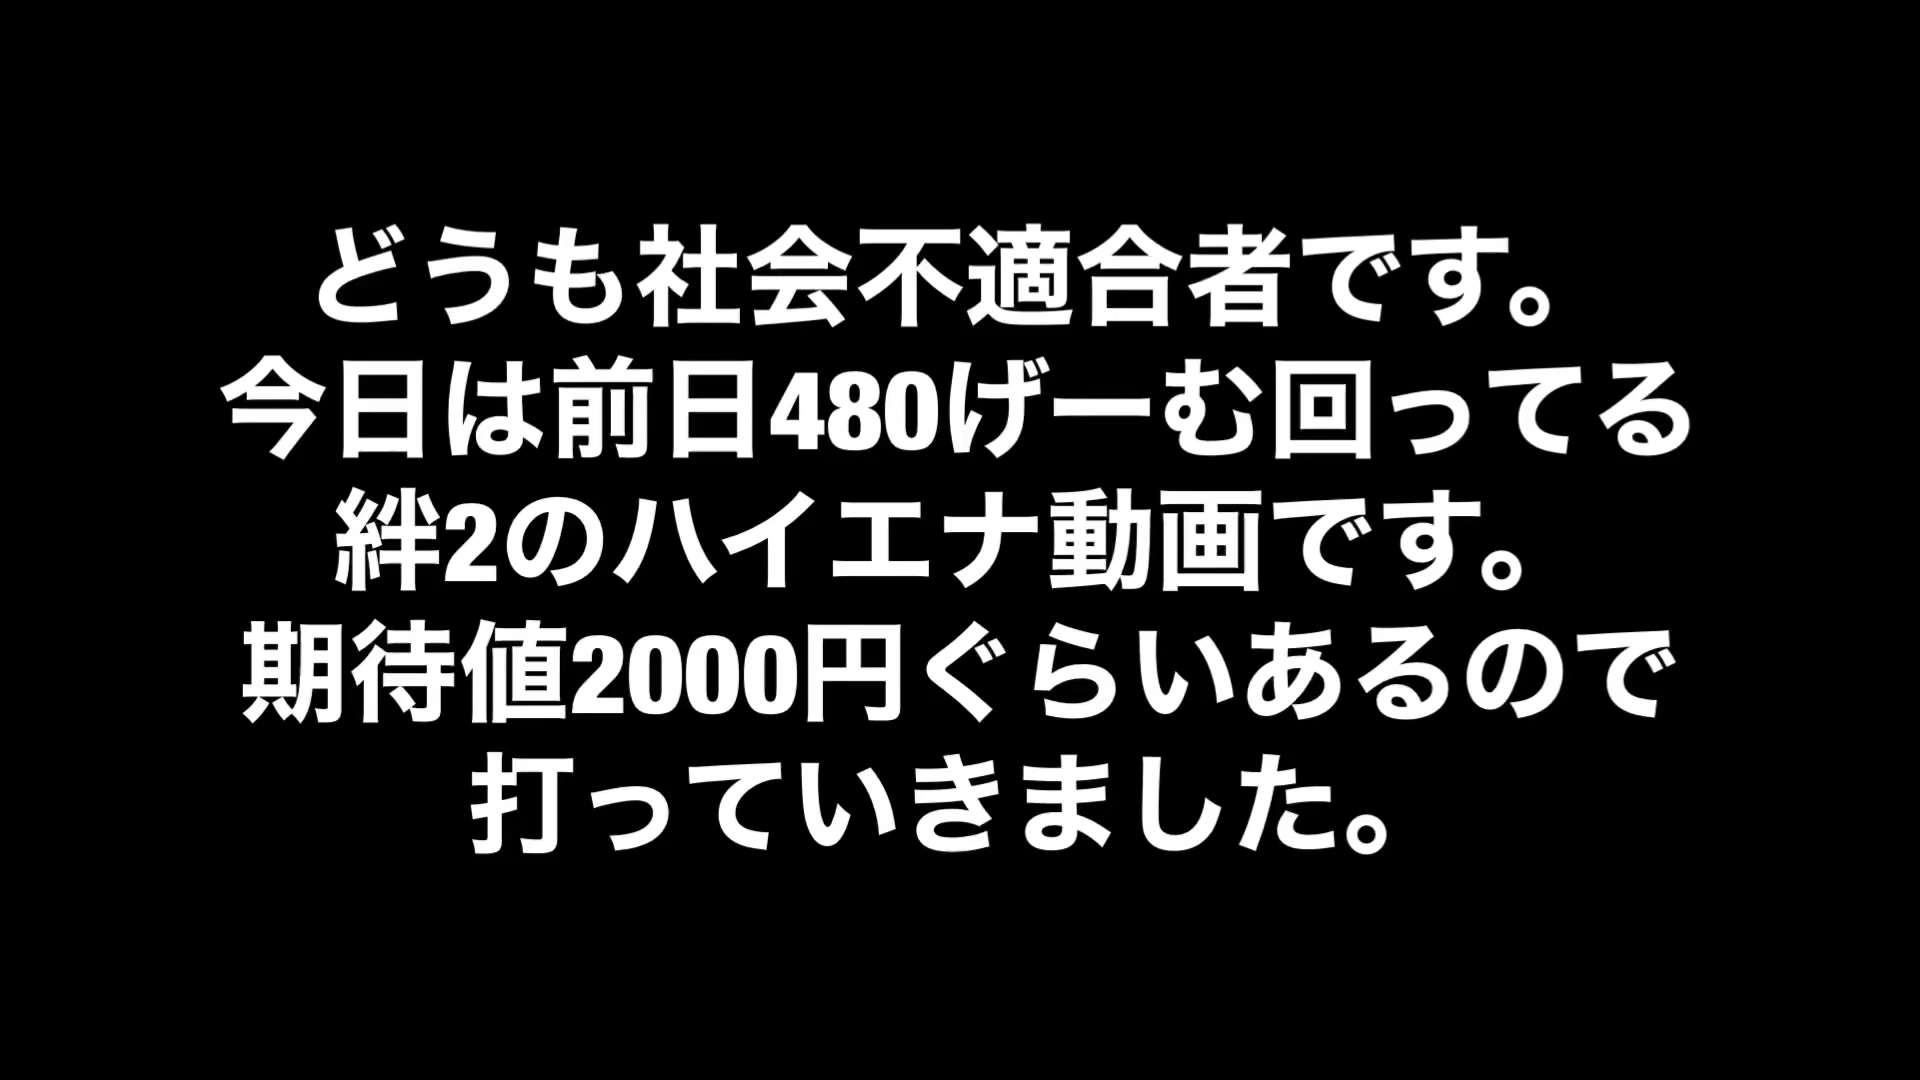 どうも社会不適合者です。
今日は前日480げーむ回ってる
絆2のハイエナ動画です。
期待値2000円ぐらいあるので
打っていきました。